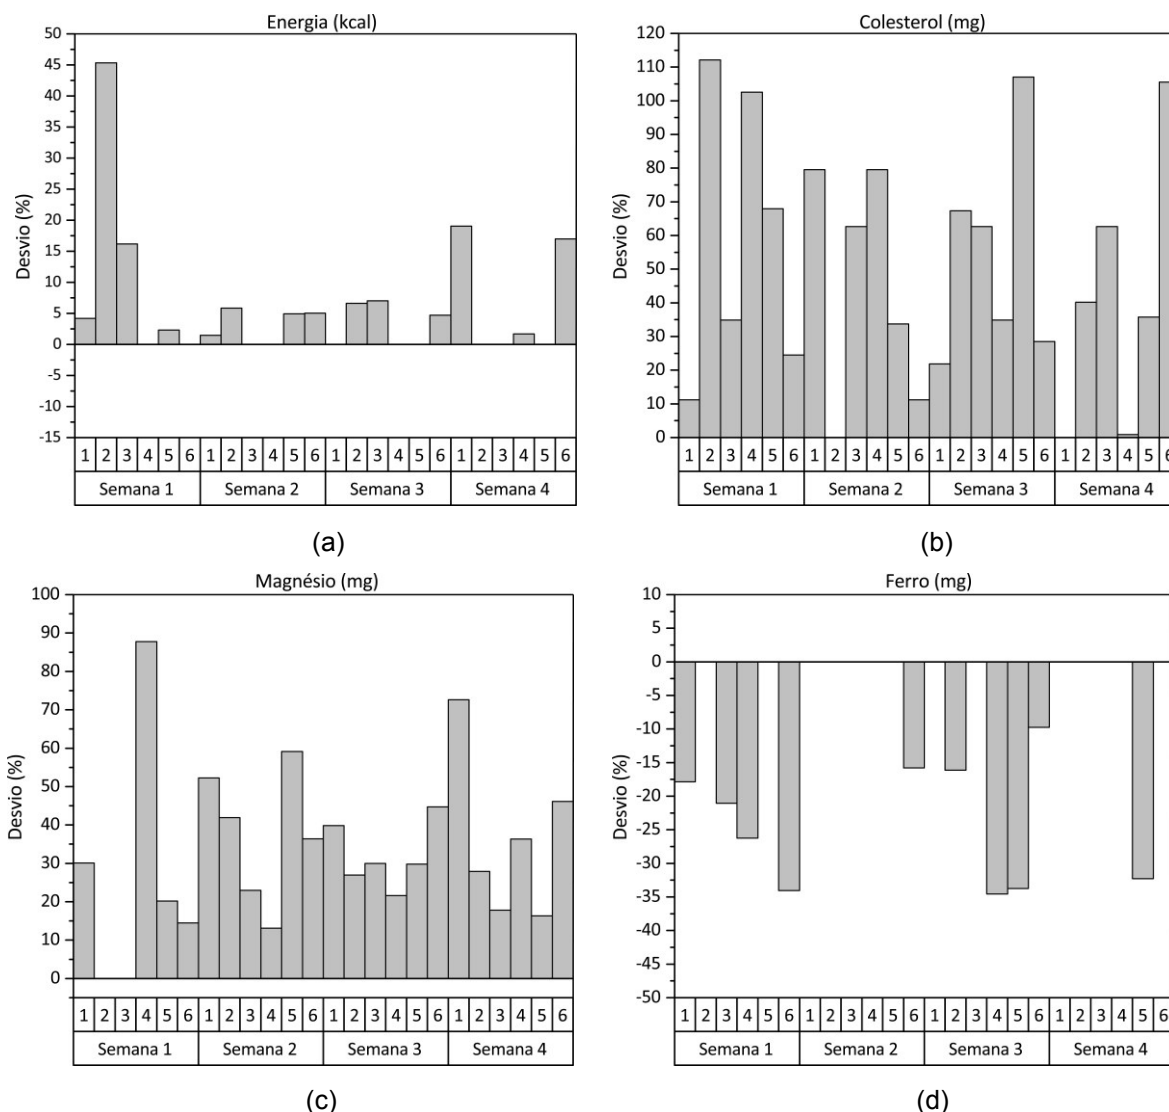 Energia (kcal)
Desvio (%)
50
45
40
35
30
25
20
15
10
5
0
-5
-10
-15
1 2 3 4 5 6 1 2 3 4 5 6 1 2 3 4 5 6 1 2 3 4 5 6
Semana 1 Semana 2 Semana 3 Semana 4
(a)
Colesterol (mg)
Desvio (%)
120
110
100
90
80
70
60
50
40
30
20
10
0
1 2 3 4 5 6 1 2 3 4 5 6 1 2 3 4 5 6 1 2 3 4 5 6
Semana 1 Semana 2 Semana 3 Semana 4
(b)
Magnésio (mg)
Desvio (%)
100
90
80
70
60
50
40
30
20
10
0
1 2 3 4 5 6 1 2 3 4 5 6 1 2 3 4 5 6 1 2 3 4 5 6
Semana 1 Semana 2 Semana 3 Semana 4
(c)
Ferro (mg)
Desvio (%)
10
5
0
-5
-10
-15
-20
-25
-30
-35
-40
-45
-50
1 2 3 4 5 6 1 2 3 4 5 6 1 2 3 4 5 6 1 2 3 4 5 6
Semana 1 Semana 2 Semana 3 Semana 4
(d)